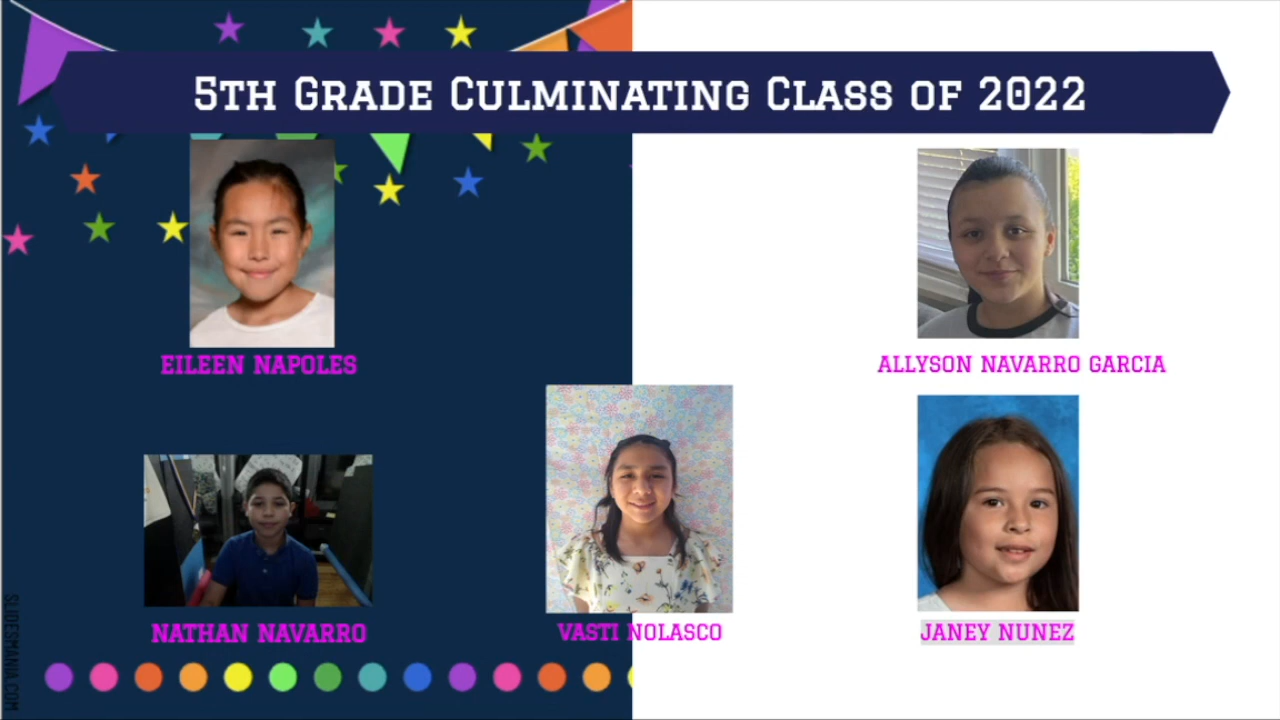 5TH GRADE CULMINATING CLASS OF 2022
EILEEN NAPOLES
ALLYSON NAVARRO GARCIA
NATHAN NAVARRO
VASTI NOLASCO
JANEY NUNEZ
SLIDESMANIA.COM